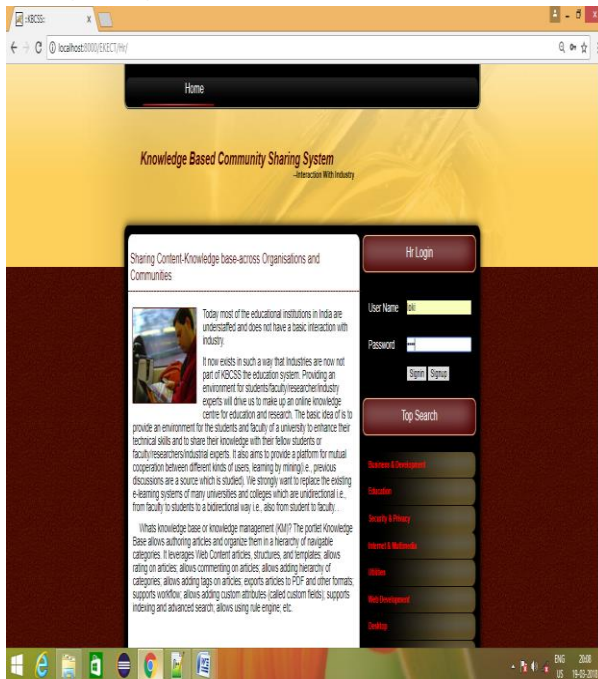 ::KBCSS::
localhost:8000/EKECT/Hr/
Home
Knowledge Based Community Sharing System
--Interaction With Industry
Sharing Content-Knowledge base-across Organisations and
Communities
Today most of the educational institutions in India are
understaffed and does not have a basic interaction with
industry.
It now exists in such a way that Industries are now not
part of KBCSS the education system. Providing an
environment for students/faculty/researcher/industry
experts will drive us to make up an online knowledge
centre for education and research. The basic idea of is to
provide an environment for the students and faculty of a university to enhance their
technical skills and to share their knowledge with their fellow students or
faculty/researchers/industrial experts. It also aims to provide a platform for mutual
cooperation between different kinds of users, learning by mining(i.e., previous
discussions are a source which is studied). We strongly want to replace the existing
e-learning systems of many universities and colleges which are unidirectional i.e.,
from faculty to students to a bidirectional way i.e., also from student to faculty. .
Whats knowledge base or knowledge management (KM)? The portlet Knowledge
Base allows authoring articles and organize them in a hierarchy of navigable
categories. It leverages Web Content articles, structures, and templates; allows
rating on articles; allows commenting on articles; allows adding hierarchy of
categories; allows adding tags on articles; exports articles to PDF and other formats;
supports workflow; allows adding custom attributes (called custom fields); supports
indexing and advanced search; allows using rule engine; etc.
Hr Login
User Name
Password
Signin Signup
Top Search
Business & Development
Education
Security & Privacy
Internet & Multimedia
Utilities
Web Development
Desktop
ENG 20:08
US 19-03-2018